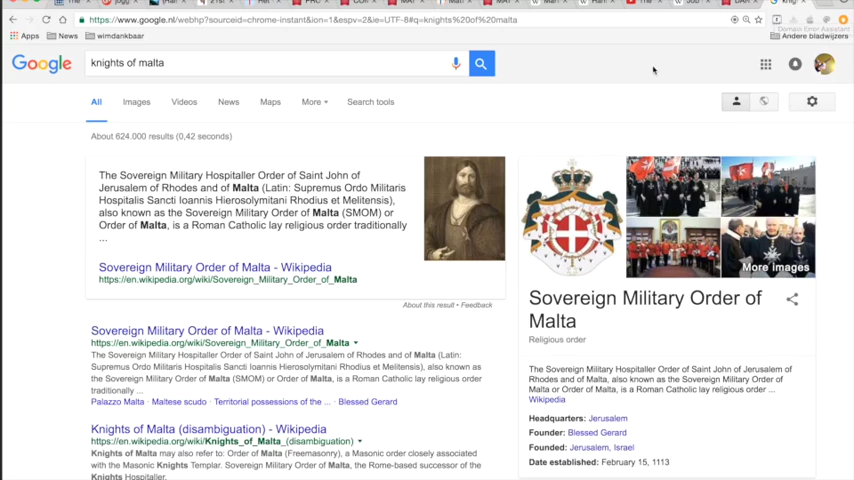 https://www.google.nl/webhp?sourceid=chrome-instant&ion=1&espv=2&ie=UTF-8#q=knights%20of%20malta
Apps News wimdankbaar
Domain Error Assistant
Andere bladwijzers
Google
knights of malta
All Images Videos News Maps More Search tools
About 624.000 results (0,42 seconds)
The Sovereign Military Hospitaller Order of Saint John of
Jerusalem of Rhodes and of Malta (Latin: Supremus Ordo Militaris
Hospitalis Sancti Ioannis Hierosolymitani Rhodius et Melitensis),
also known as the Sovereign Military Order of Malta (SMOM) or
Order of Malta, is a Roman Catholic lay religious order traditionally
...
Sovereign Military Order of Malta - Wikipedia
https://en.wikipedia.org/wiki/Sovereign_Military_Order_of_Malta
About this result • Feedback
Sovereign Military Order of Malta - Wikipedia
https://en.wikipedia.org/wiki/Sovereign_Military_Order_of_Malta
The Sovereign Military Hospitaller Order of Saint John of Jerusalem of Rhodes and of Malta (Latin:
Supremus Ordo Militaris Hospitalis Sancti Ioannis Hierosolymitani Rhodius et Melitensis), also known as
the Sovereign Military Order of Malta (SMOM) or Order of Malta, is a Roman Catholic lay religious order
traditionally ...
Palazzo Malta · Maltese scudo · Territorial possessions of the ... · Blessed Gerard
Knights of Malta (disambiguation) - Wikipedia
https://en.wikipedia.org/wiki/Knights_of_Malta_(disambiguation)
Knights of Malta may also refer to: Order of Malta (Freemasonry), a Masonic order closely associated
with the Masonic Knights Templar. Sovereign Military Order of Malta, the Rome-based successor of the
Knights Hospitaller.
More images
Sovereign Military Order of
Malta
Religious order
The Sovereign Military Hospitaller Order of Saint John of Jerusalem of
Rhodes and of Malta, also known as the Sovereign Military Order of
Malta or Order of Malta, is a Roman Catholic lay religious order ...
Wikipedia
Headquarters: Jerusalem
Founder: Blessed Gerard
Founded: Jerusalem, Israel
Date established: February 15, 1113